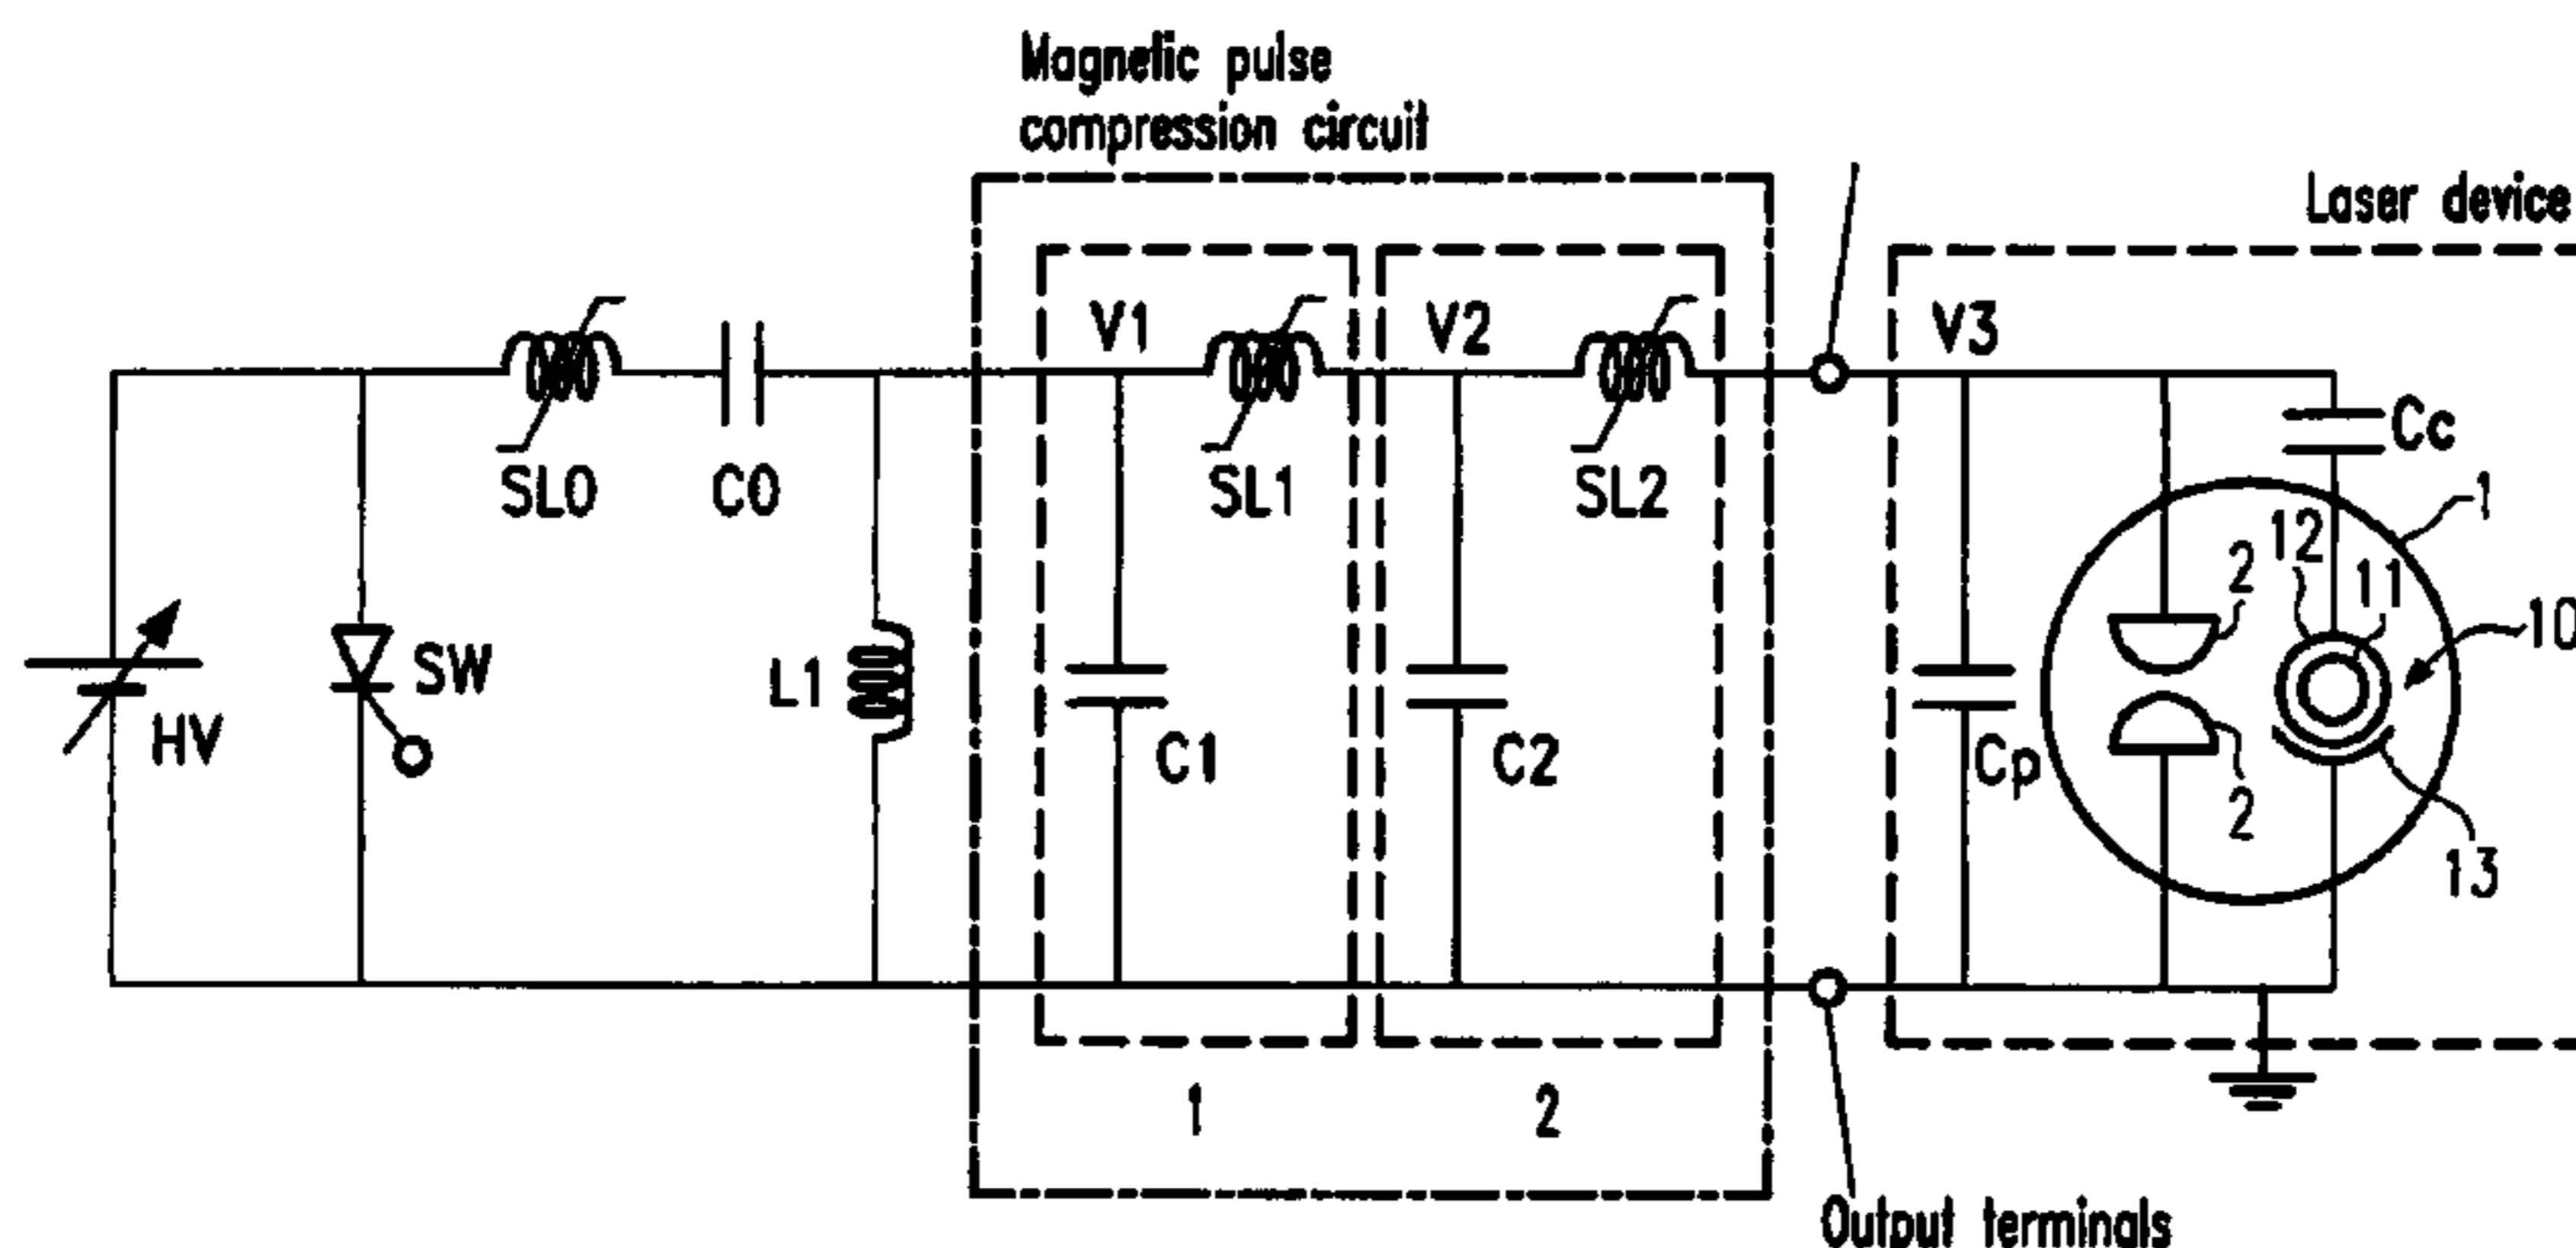 Magnetic pulse
compression circuit
Laser device
V1
V2
V3
Cc
SL0
C0
SL1
SL2
1
12
2
11
10
SW
L1
HV
C1
C2
Cp
2
13
1
2
Output terminals